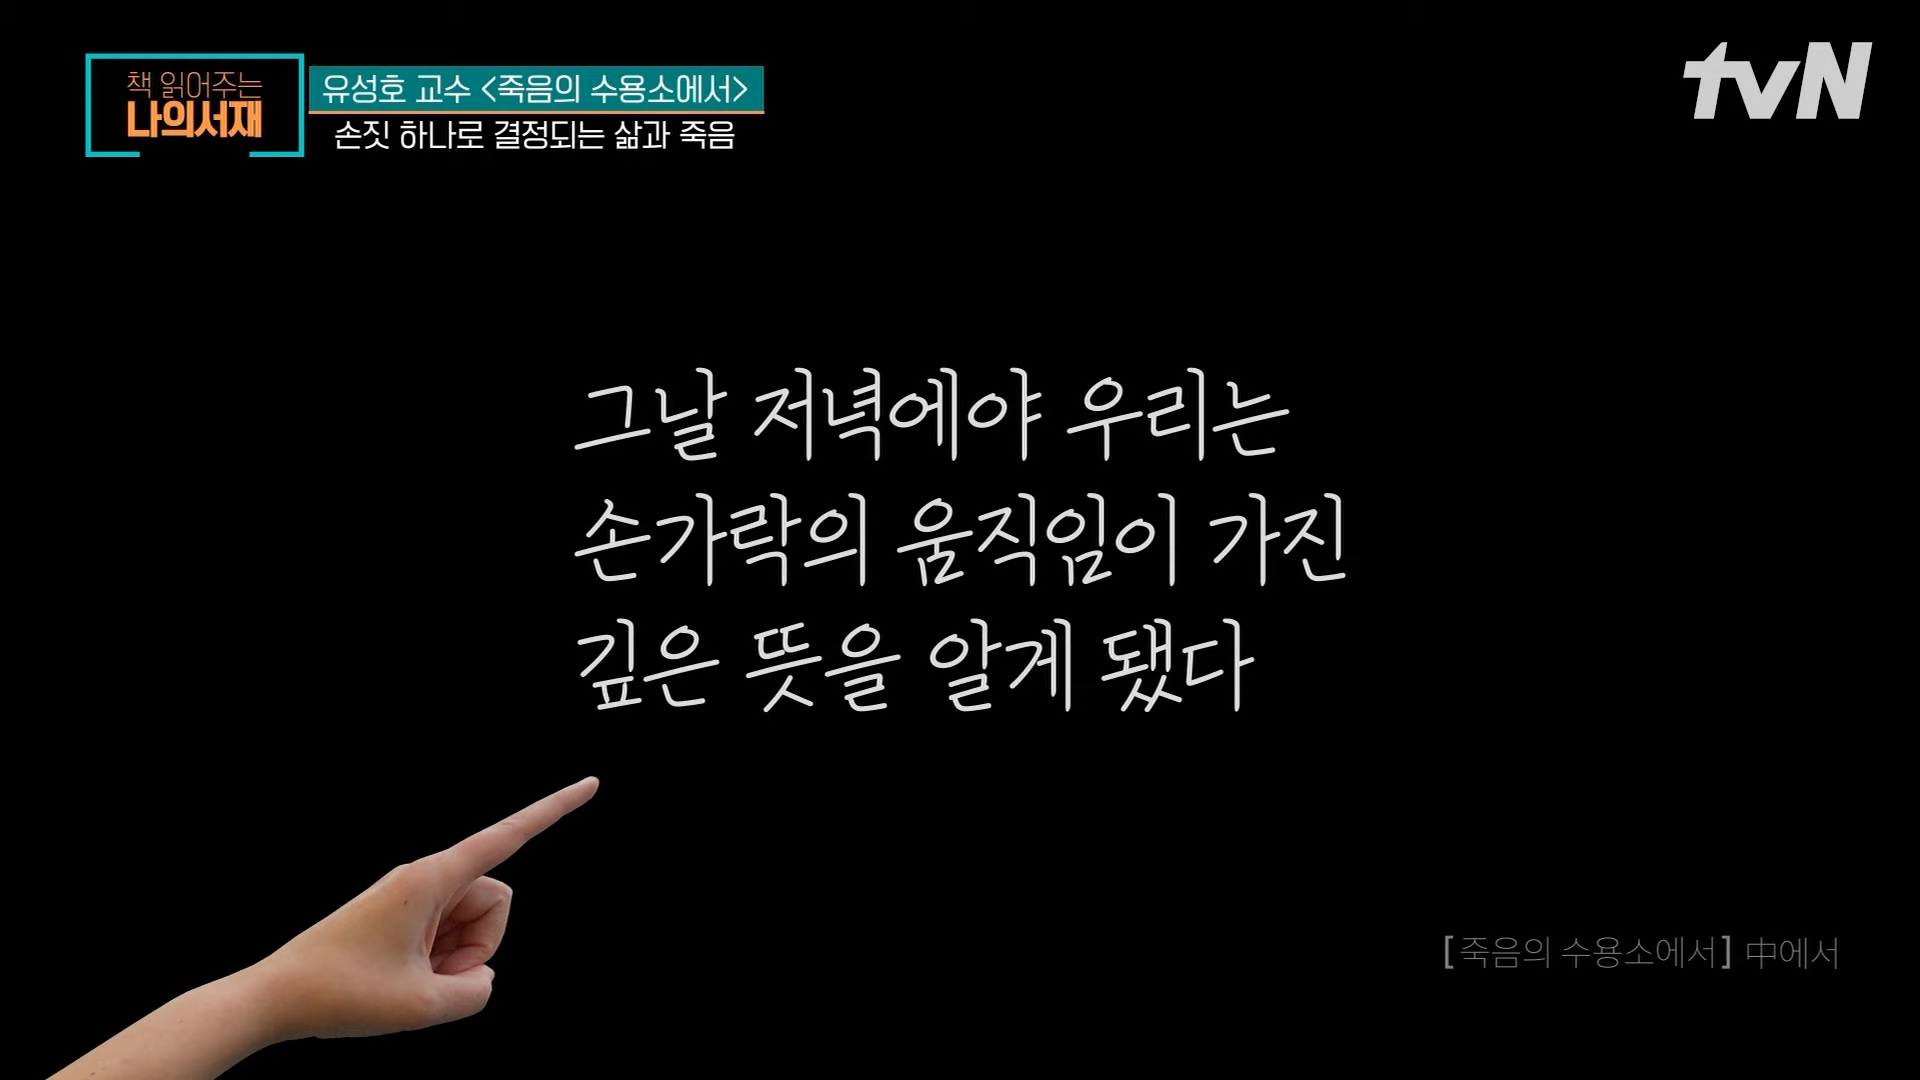 책 읽어주는
나의서재
유성호 교수 <죽음의 수용소에서>
손짓 하나로 결정되는 삶과 죽음
tvN
그날 저녁에야 우리는
손가락의 움직임이 가진
깊은 뜻을 알게 됐다
[죽음의 수용소에서] 中에서